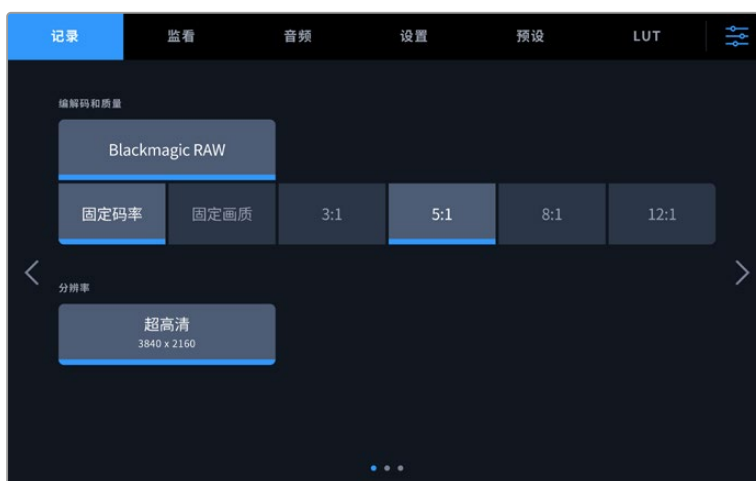 记录
监看
音频
设置
预设
LUT
编解码和质量
Blackmagic RAW
固定码率
固定画质
3:1
5:1
8:1
12:1
分辨率
超高清
3840 x 2160